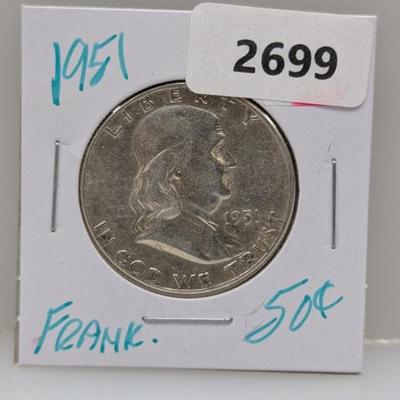 1951
2699
LIBERTY
1951
IN GOD WE TRUST
FRANK.
50¢